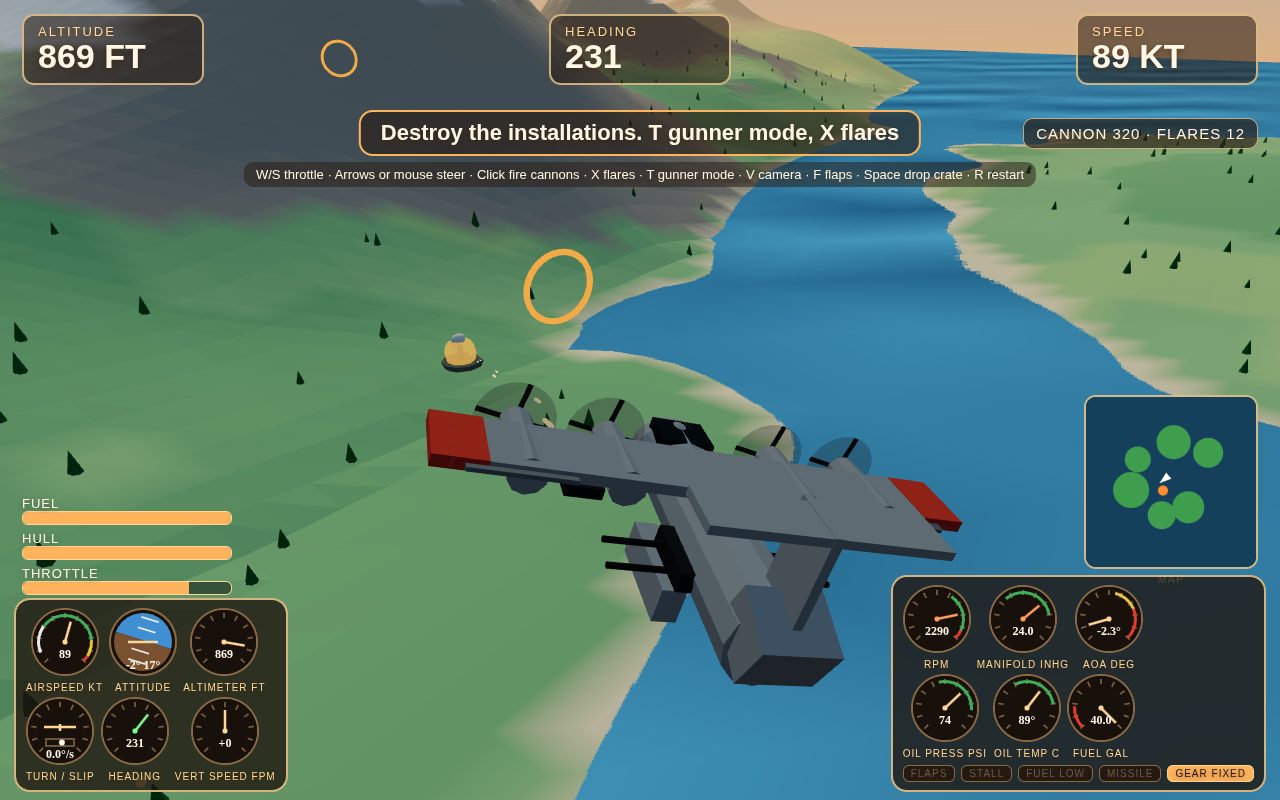 ALTITUDE
869 FT
HEADING
231
SPEED
89 KT
Destroy the installations. T gunner mode, X flares
CANNON 320 · FLARES 12
W/S throttle · Arrows or mouse steer · Click fire cannons · X flares · T gunner mode · V camera · F flaps · Space drop crate · R restart
FUEL
HULL
THROTTLE
MAP
89
-2° 17°
869
AIRSPEED KT
ATTITUDE
ALTIMETER FT
0.0°/s
231
+0
TURN / SLIP
HEADING
VERT SPEED FPM
2290
24.0
-2.3°
RPM
MANIFOLD INHG
AOA DEG
74
89°
40.0
OIL PRESS PSI
OIL TEMP C
FUEL GAL
FLAPS
STALL
FUEL LOW
MISSILE
GEAR FIXED